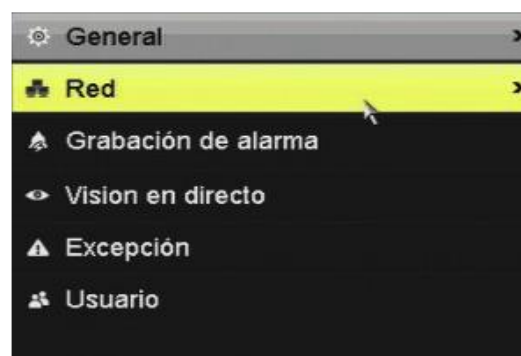 General
Red
Grabación de alarma
Vision en directo
Excepción
Usuario